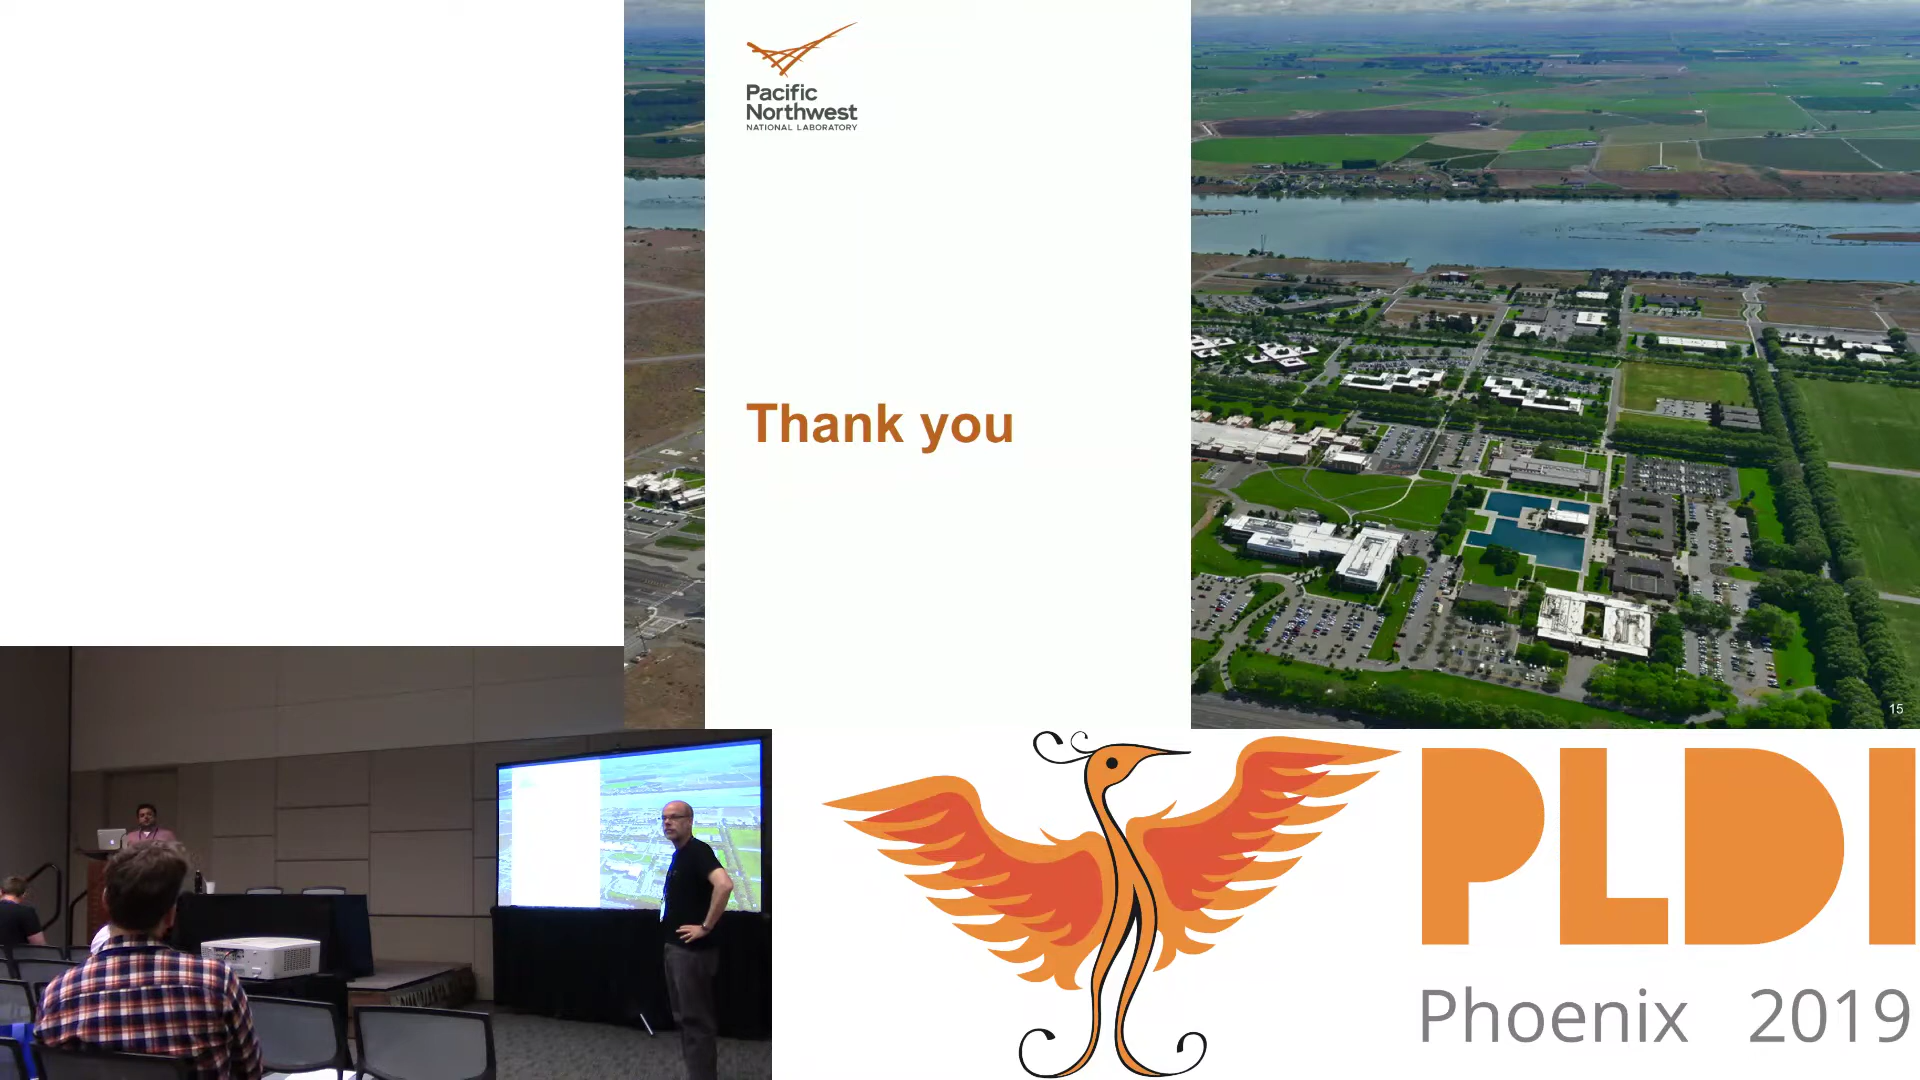 Pacific
Northwest
NATIONAL LABORATORY
Thank you
15
PLDI
Phoenix 2019